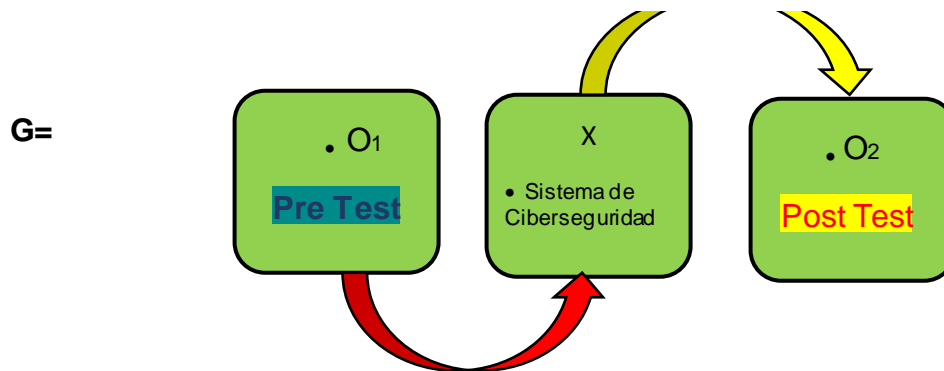 G=
• O1
Pre Test
X
• Sistema de
Ciberseguridad
• O2
Post Test